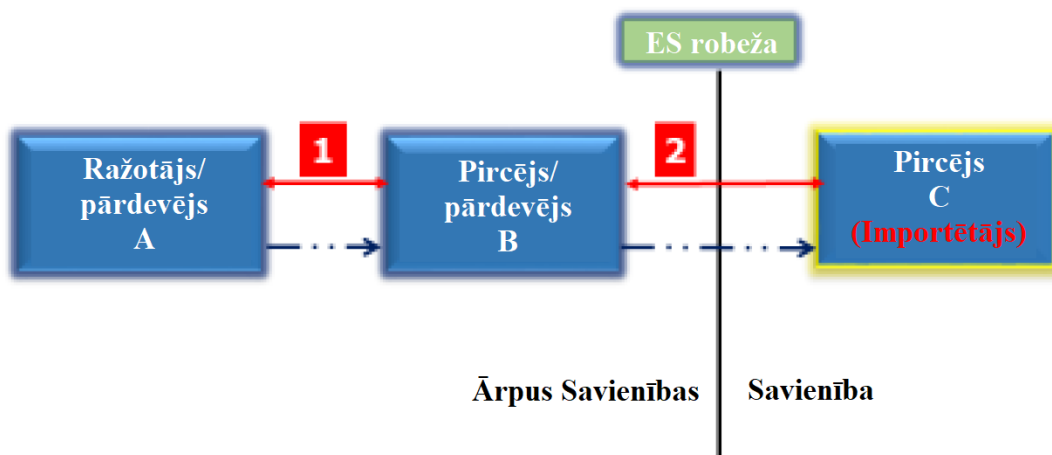 ES robeža
1
2
Ražotājs/
pārdevējs
A
Pircējs/
pārdevējs
B
Pircējs
C
(Importētājs)
Ārpus Savienības
Savienība